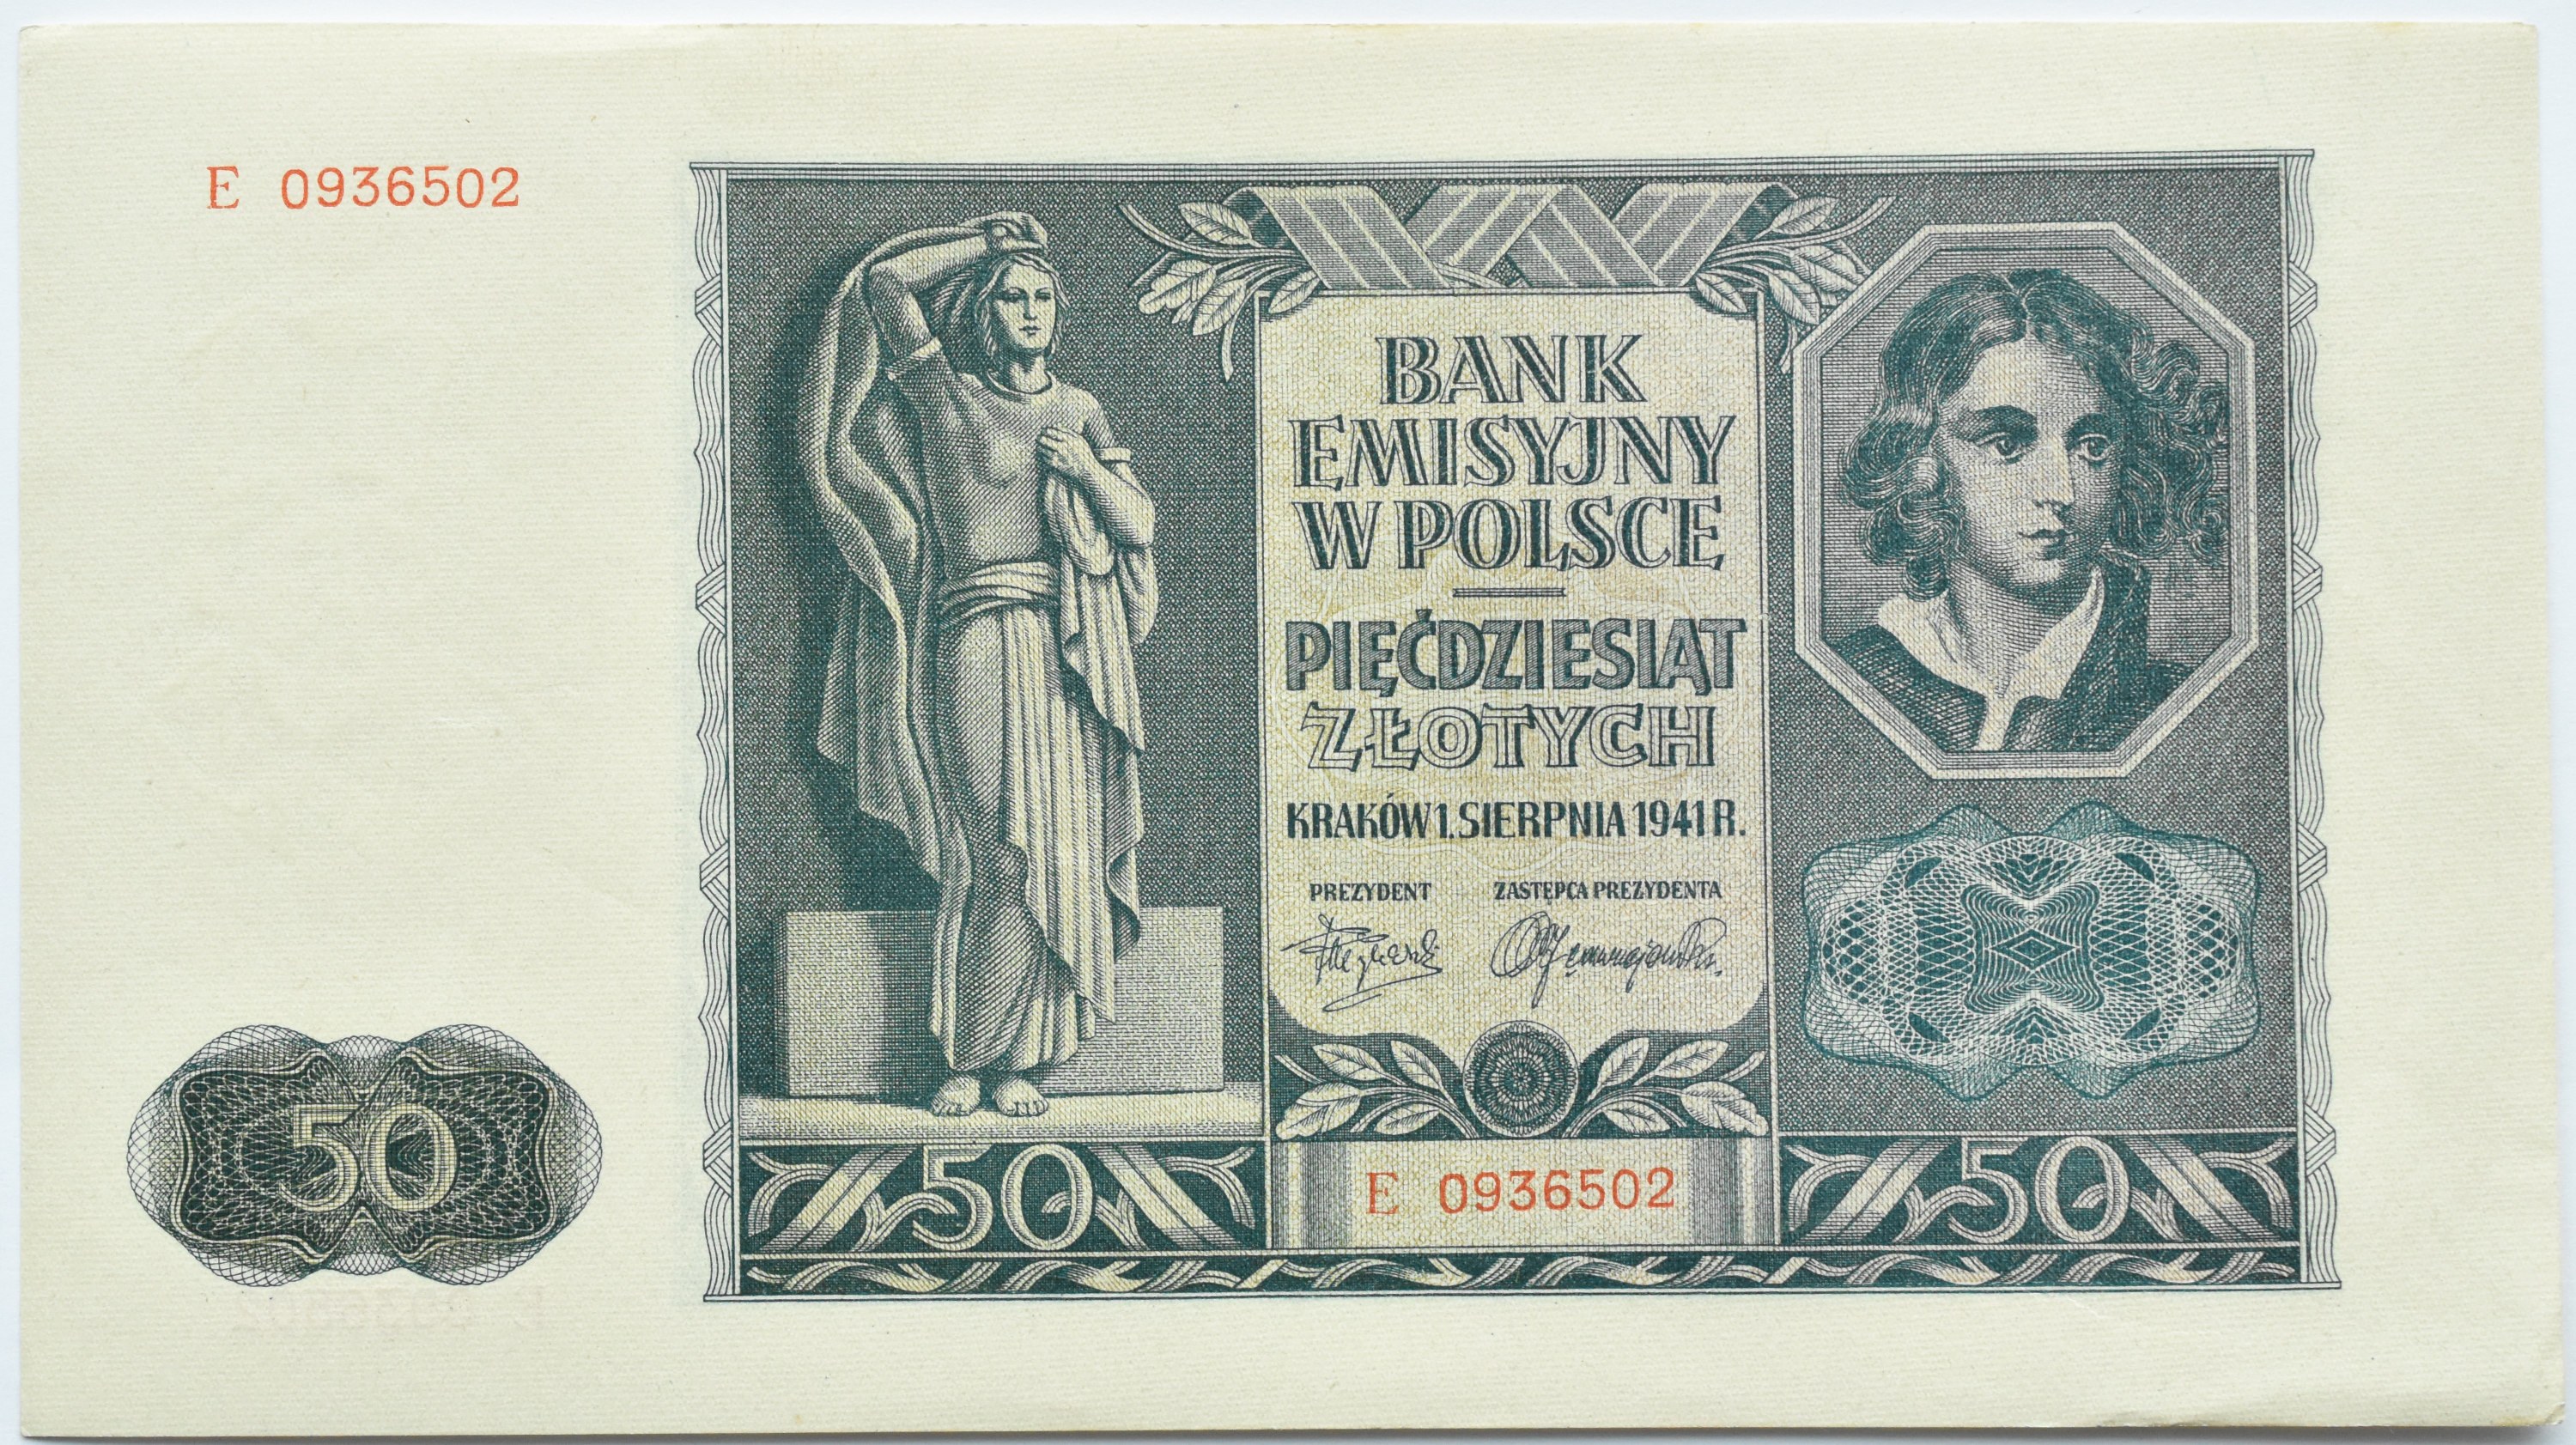 E 0936502
BANK
EMISYJNY
W POLSCE
PIĘĆDZIESIĄT
ZŁOTYCH
KRAKÓW 1. SIERPNIA 1941 R.
PREZYDENT ZASTĘPCA PREZYDENTA
50
50
E 0936502
50